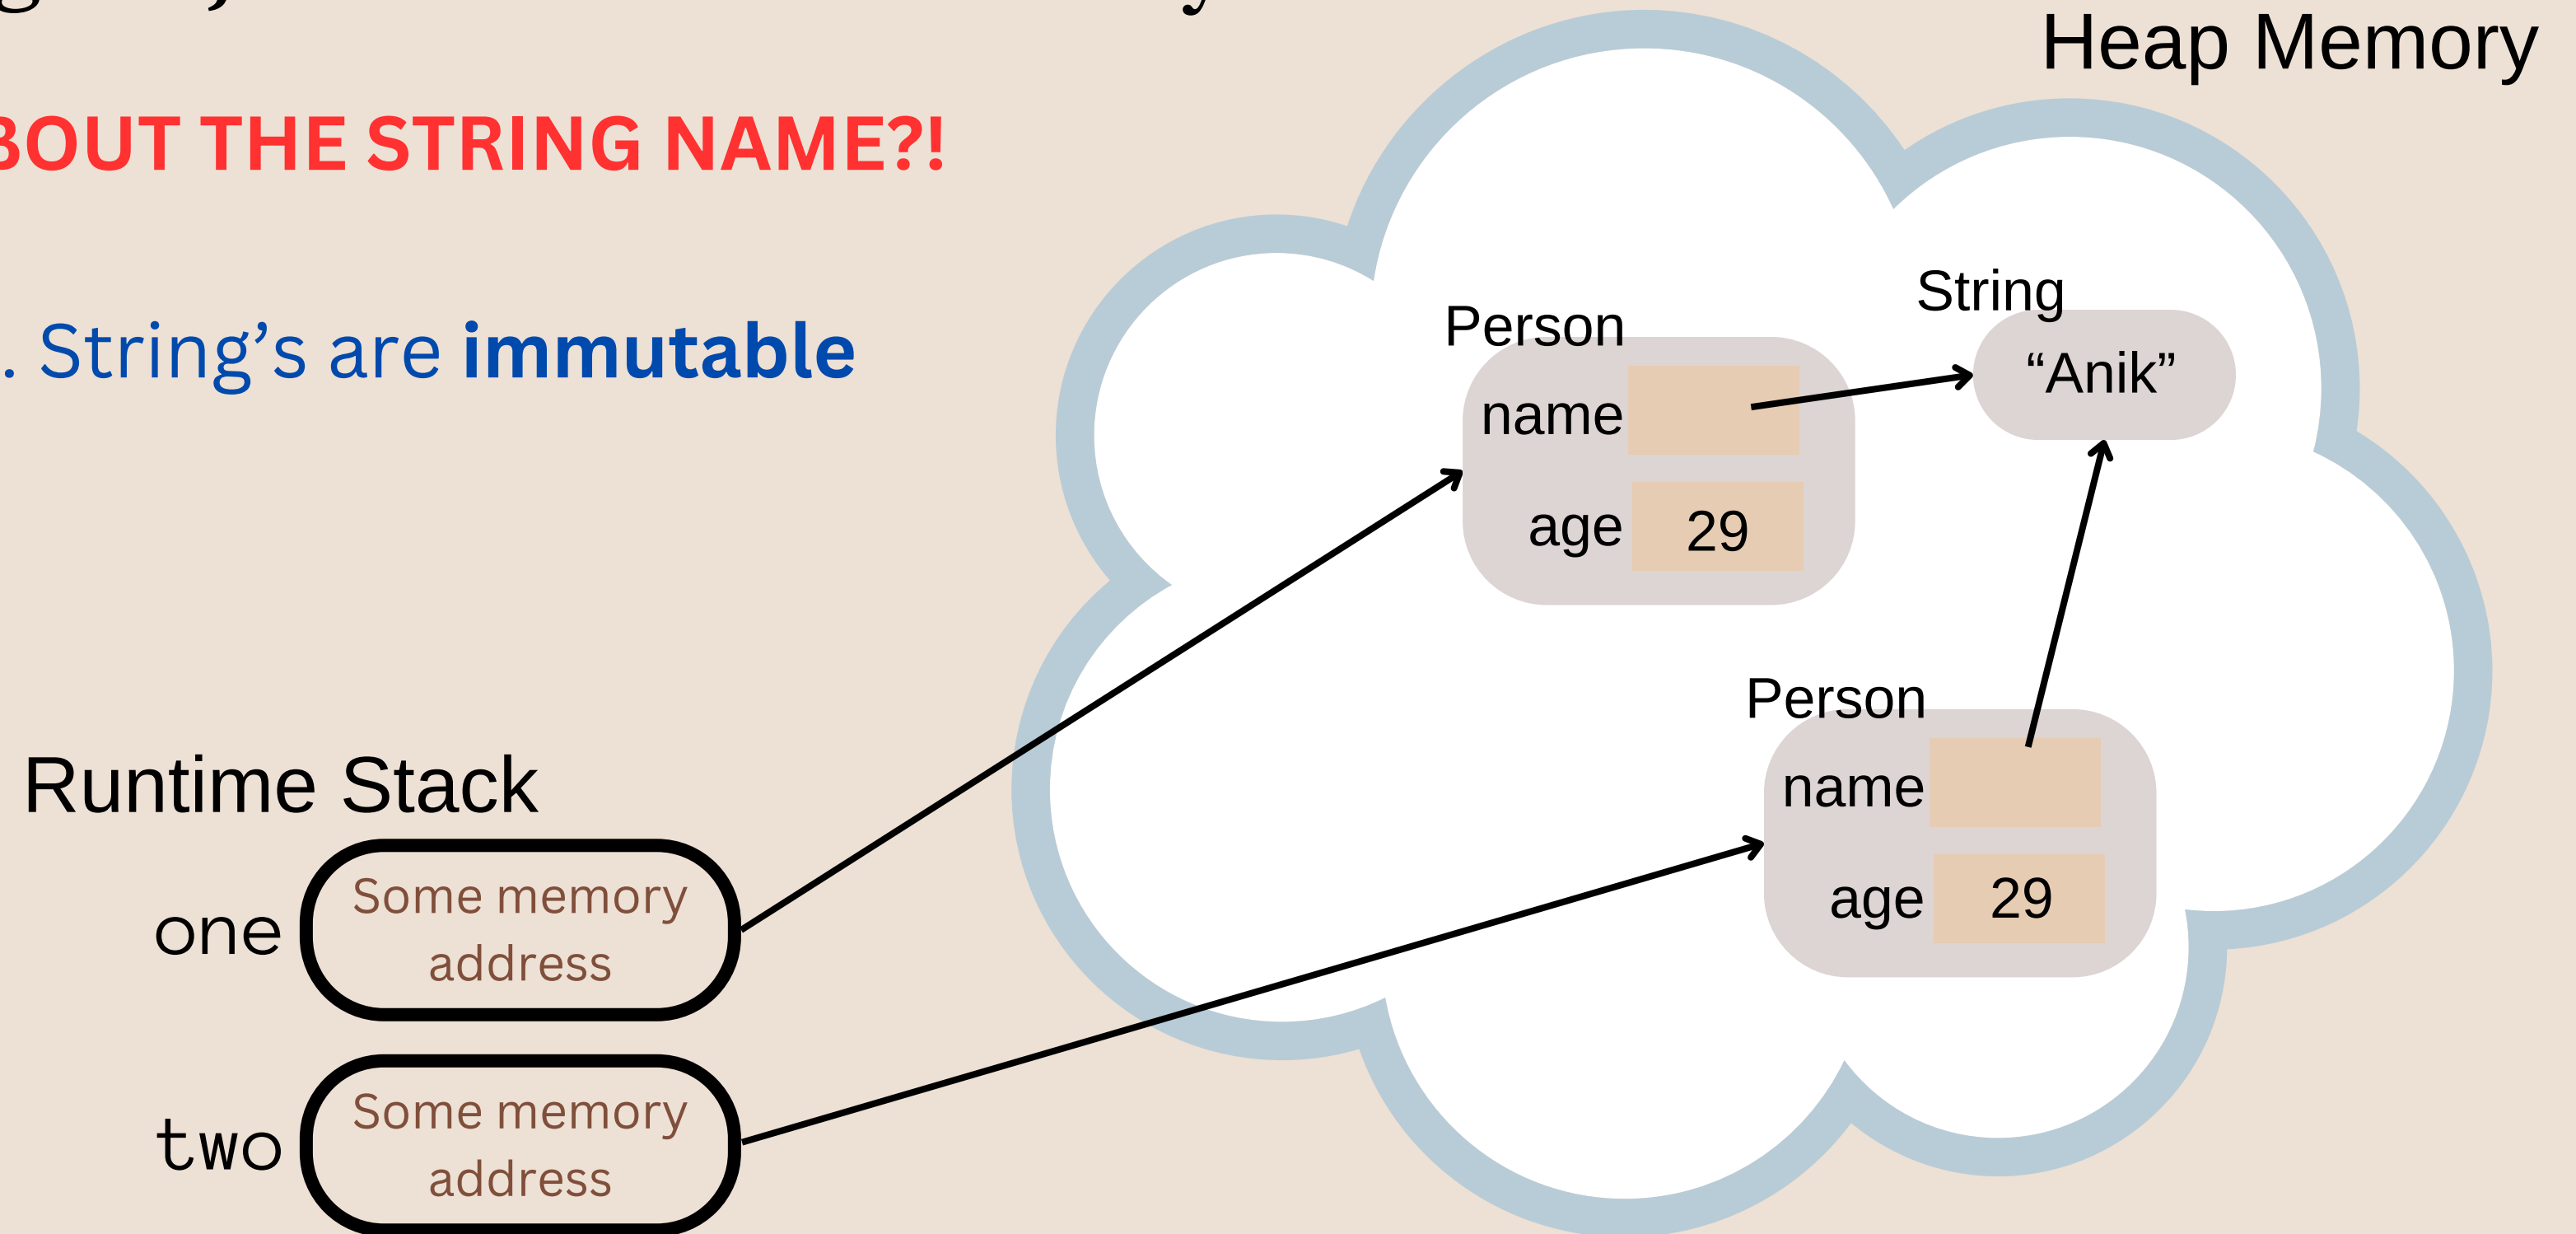 Heap Memory
BOUT THE STRING NAME?!
. String’s are immutable
Person
name
age 29
String
“Anik”
Person
name
age 29
Runtime Stack
one
Some memory
address
two
Some memory
address